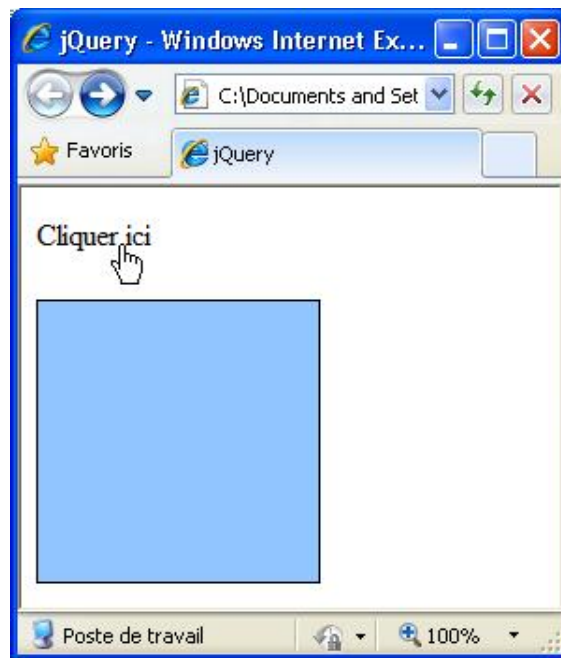 jQuery - Windows Internet Ex...
C:\Documents and Set
Favoris
jQuery
Cliquer ici
Poste de travail
100%